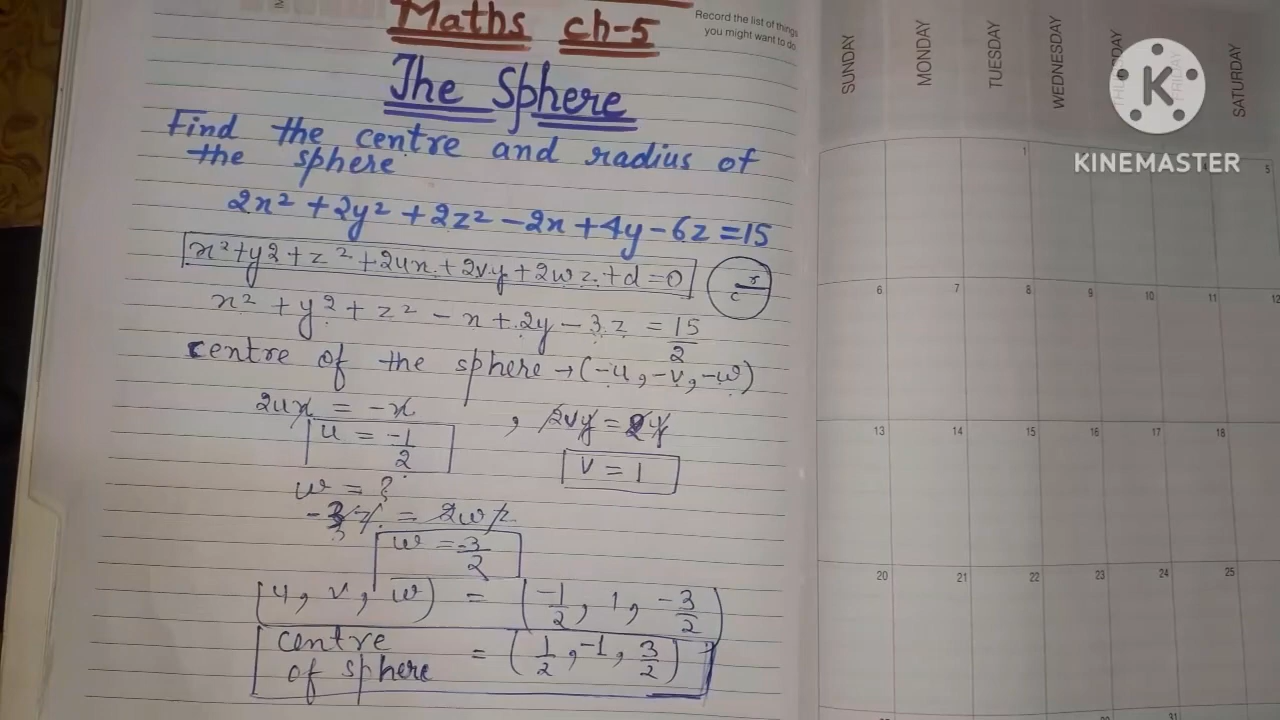 Maths ch-5
Record the list of things
you might want to do
The Sphere
Find the centre and radius of
the sphere
2x² + 2y² + 2z² - 2x + 4y - 6z = 15
x² + y² + z² + 2ux + 2vy + 2wz + d = 0
c r
x² + y² + z² - x + 2y - 3z = 15/2
centre of the sphere → (-u, -v, -w)
2ux = -x , 2vy = 2y
u = -1/2
v = 1
w = ?
-3z = 2wz
w = -3/2
(u, v, w) = (-1/2, 1, -3/2)
centre
of sphere = (1/2, -1, 3/2)
SUNDAY MONDAY TUESDAY WEDNESDAY THURSDAY FRIDAY SATURDAY
K
KINEMASTER
1 5
6 7 8 9 10 11 12
13 14 15 16 17 18
20 21 22 23 24 25
31